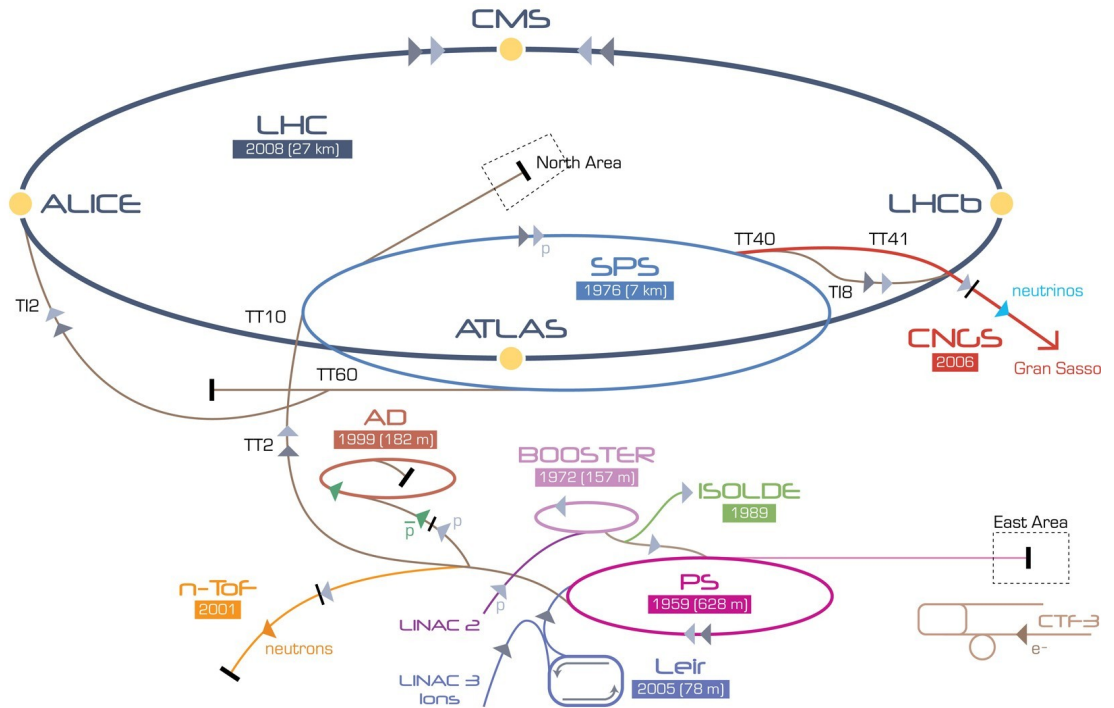 CMS
LHC
2008 (27 km)
North Area
ALICE
LHCb
TT40
TT41
SPS
1976 (7 km)
p
TI2
TI8
TT10
neutrinos
ATLAS
CNGS
2006
Gran Sasso
TT60
AD
1999 (182 m)
TT2
BOOSTER
1972 (157 m)
ISOLDE
1989
p
p
East Area
n-ToF
2001
PS
1959 (628 m)
LINAC 2
p
neutrons
CTF-3
e-
LINAC 3
Ions
Leir
2005 (78 m)